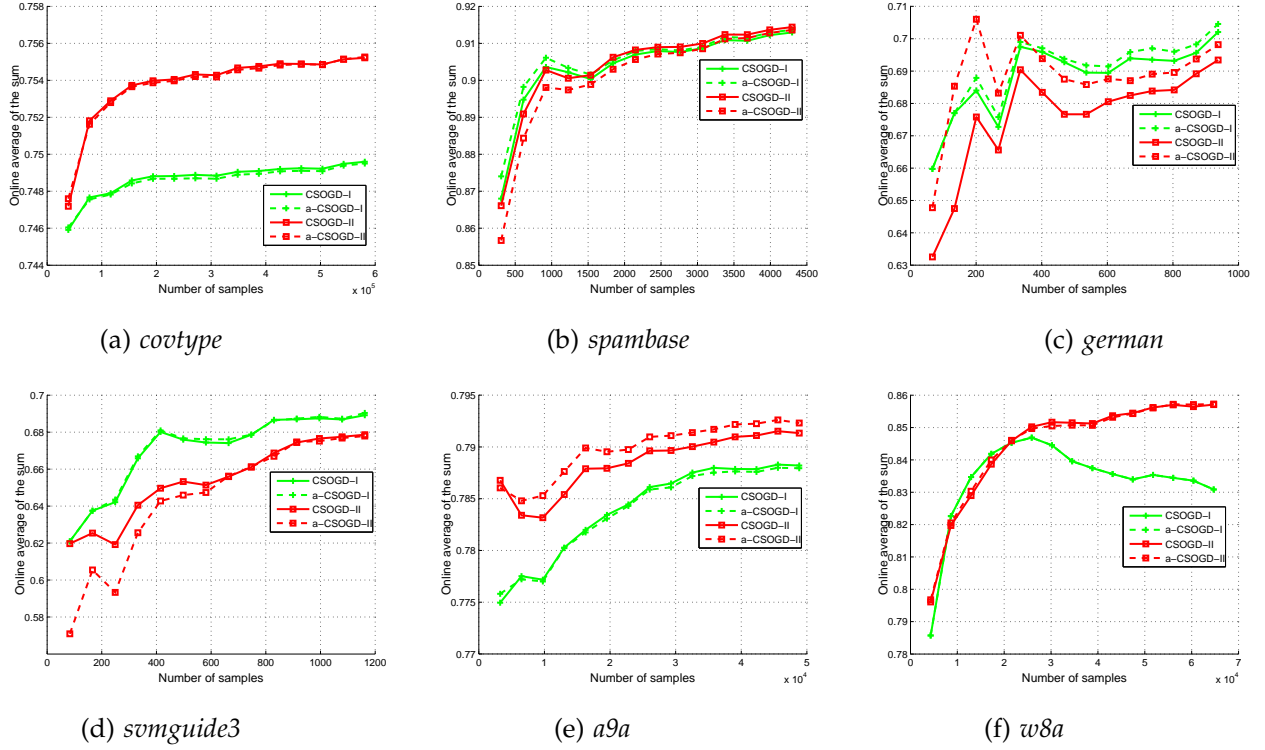 0.758
0.756
0.754
0.752
0.75
0.748
0.746
0.744
Online average of the sum
CSOGD−I
a−CSOGD−I
CSOGD−II
a−CSOGD−II
0 1 2 3 4 5 6
x 10^5
Number of samples
(a) covtype
0.92
0.91
0.9
0.89
0.88
0.87
0.86
0.85
Online average of the sum
CSOGD−I
a−CSOGD−I
CSOGD−II
a−CSOGD−II
0 500 1000 1500 2000 2500 3000 3500 4000 4500
Number of samples
(b) spambase
0.71
0.7
0.69
0.68
0.67
0.66
0.65
0.64
0.63
Online average of the sum
CSOGD−I
a−CSOGD−I
CSOGD−II
a−CSOGD−II
0 200 400 600 800 1000
Number of samples
(c) german
0.7
0.68
0.66
0.64
0.62
0.6
0.58
Online average of the sum
CSOGD−I
a−CSOGD−I
CSOGD−II
a−CSOGD−II
0 200 400 600 800 1000 1200
Number of samples
(d) svmguide3
0.795
0.79
0.785
0.78
0.775
0.77
Online average of the sum
CSOGD−I
a−CSOGD−I
CSOGD−II
a−CSOGD−II
0 1 2 3 4 5
x 10^4
Number of samples
(e) a9a
0.86
0.85
0.84
0.83
0.82
0.81
0.8
0.79
0.78
Online average of the sum
CSOGD−I
a−CSOGD−I
CSOGD−II
a−CSOGD−II
0 1 2 3 4 5 6 7
x 10^4
Number of samples
(f) w8a